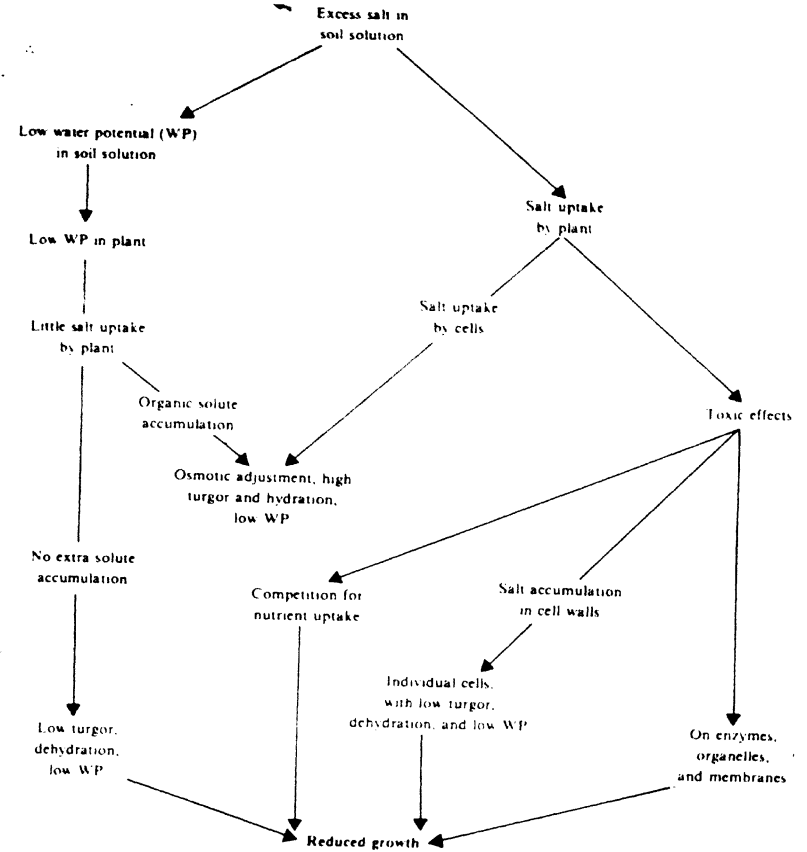 Excess salt in
soil solution
Low water potential (WP)
in soil solution
Salt uptake
by plant
Low WP in plant
Salt uptake
by cells
Little salt uptake
by plant
Organic solute
accumulation
Toxic effects
Osmotic adjustment, high
turgor and hydration,
low WP
No extra solute
accumulation
Competition for
nutrient uptake
Salt accumulation
in cell walls
Individual cells,
with low turgor,
dehydration, and low WP
Low turgor,
dehydration,
low WP
On enzymes,
organelles,
and membranes
Reduced growth